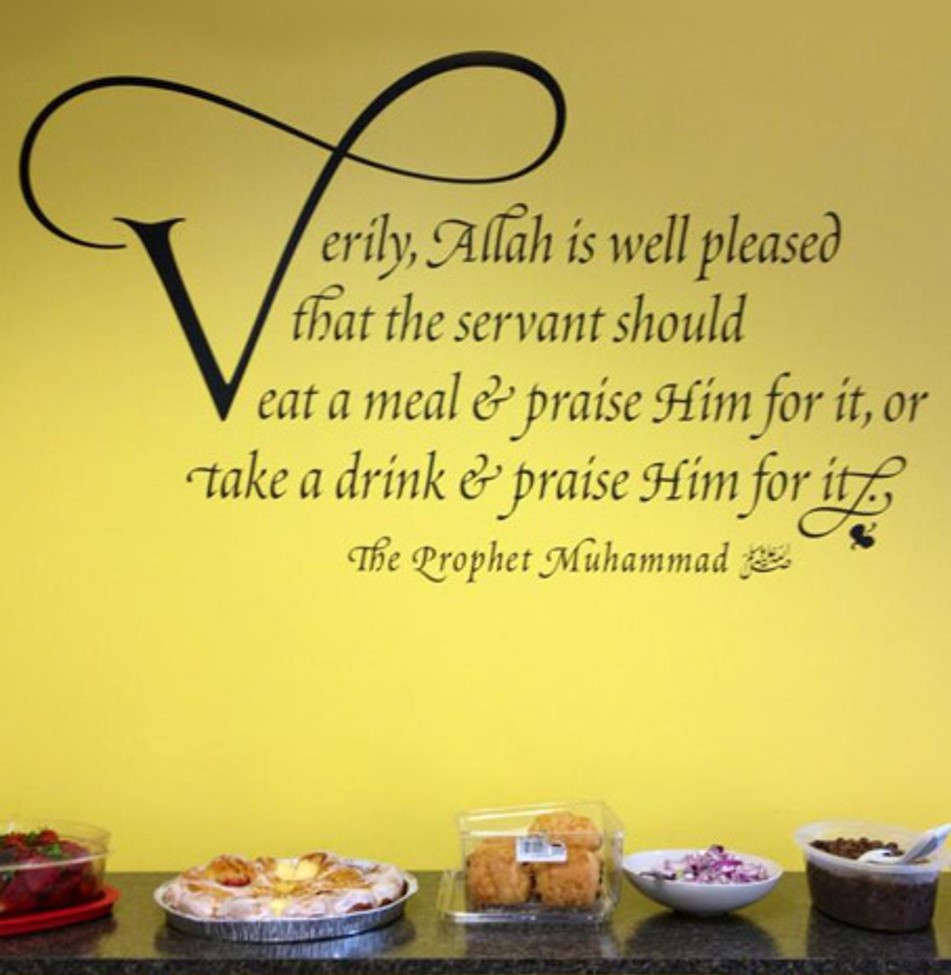 Verily, Allah is well pleased
that the servant should
eat a meal & praise Him for it, or
take a drink & praise Him for it.
The Prophet Muhammad ﷺ